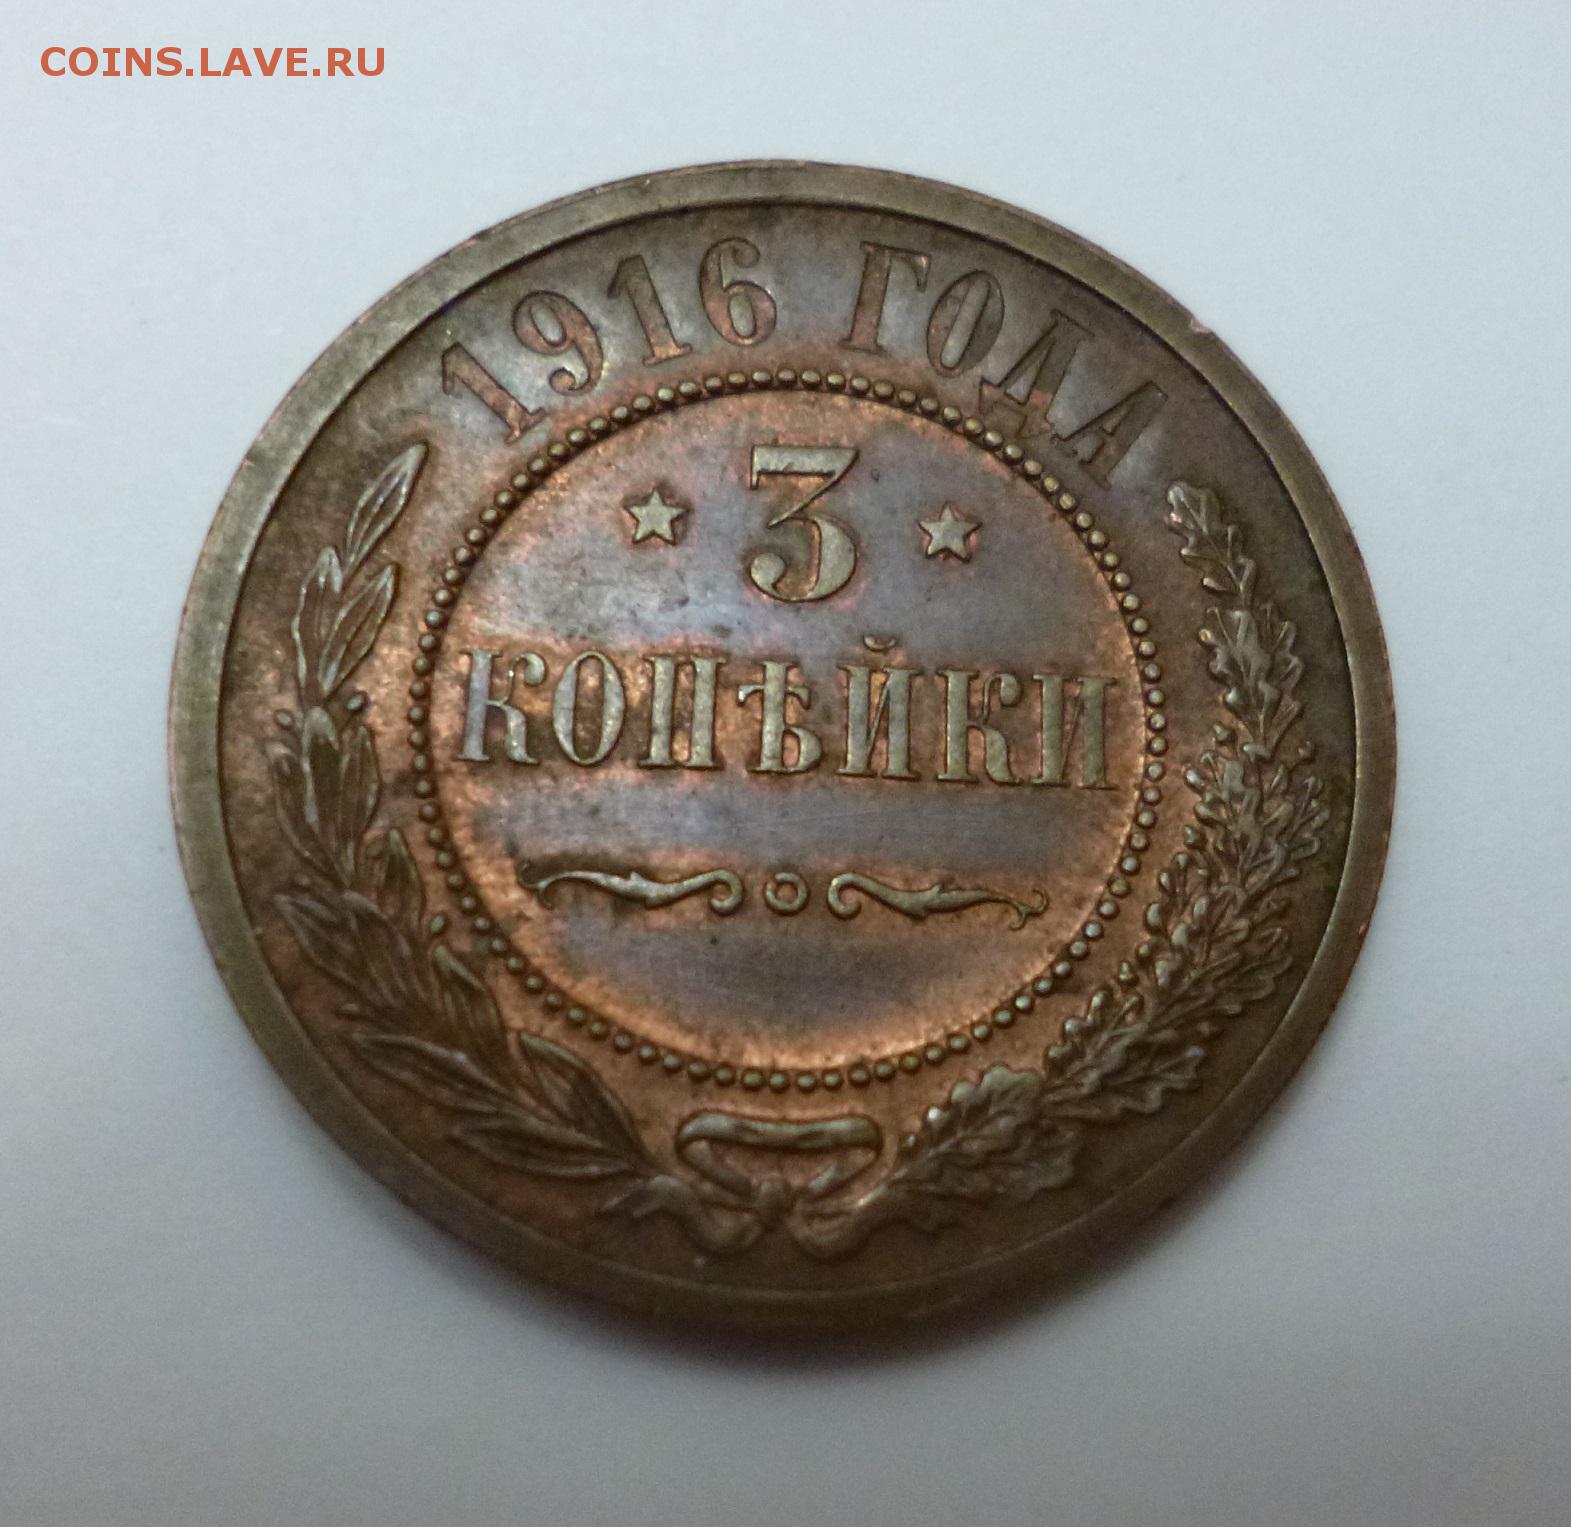 COINS.LAVE.RU
1916 ГОДА
3
КОПѢЙКИ